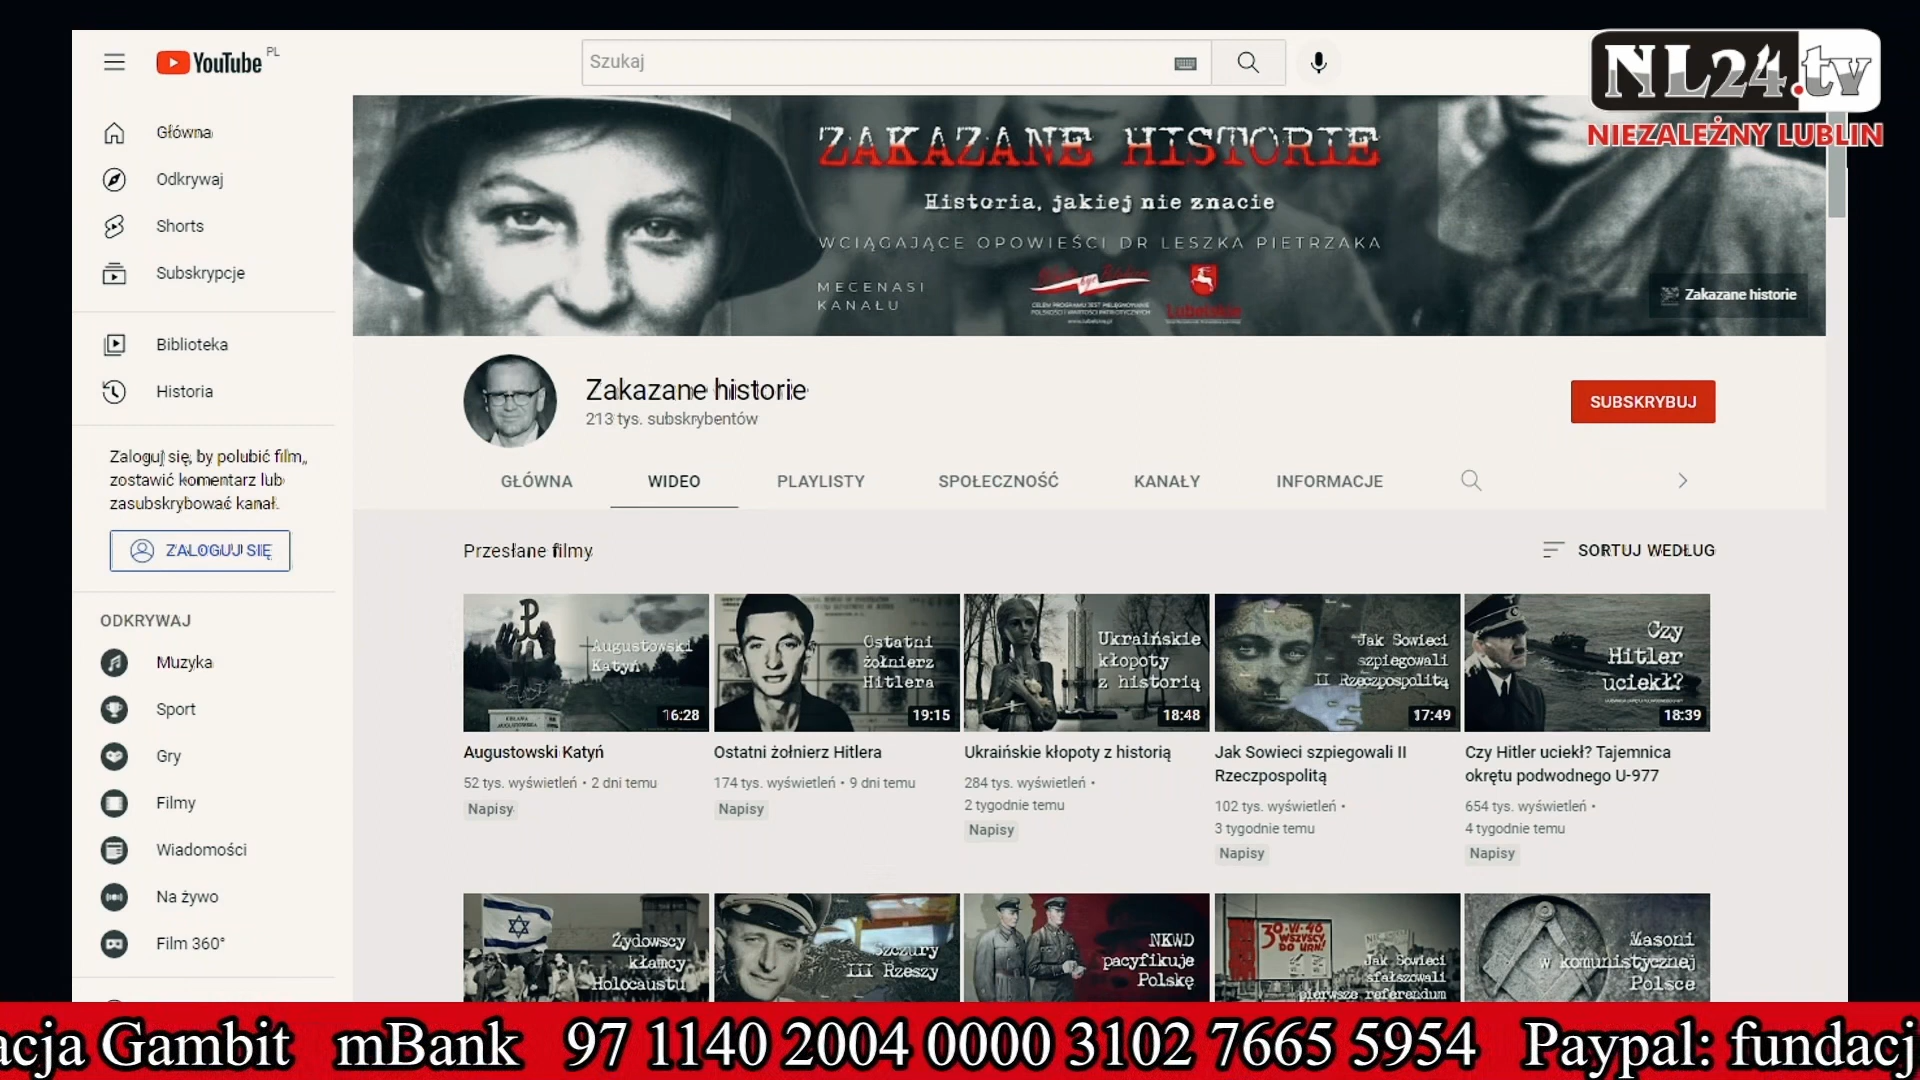 YouTube PL
Szukaj
NL24.tv
NIEZALEŻNY LUBLIN
Główna
Odkrywaj
Shorts
Subskrypcje
Biblioteka
Historia
Zaloguj się, by polubić film,
zostawić komentarz lub
zasubskrybować kanał.
ZALOGUJ SIĘ
ODKRYWAJ
Muzyka
Sport
Gry
Filmy
Wiadomości
Na żywo
Film 360°
ZAKAZANE HISTORIE
Historia, jakiej nie znacie
WCIĄGAJĄCE OPOWIEŚCI DR LESZKA PIETRZAKA
MECENASI
KANAŁU
Zakazane historie
Zakazane historie
213 tys. subskrybentów
SUBSKRYBUJ
GŁÓWNA WIDEO PLAYLISTY SPOŁECZNOŚĆ KANAŁY INFORMACJE
Przesłane filmy
SORTUJ WEDŁUG
Augustowski
Katyń
16:28
Augustowski Katyń
52 tys. wyświetleń • 2 dni temu
Napisy
Ostatni
żołnierz
Hitlera
19:15
Ostatni żołnierz Hitlera
174 tys. wyświetleń • 9 dni temu
Napisy
Ukraińskie
kłopoty
z historią
18:48
Ukraińskie kłopoty z historią
284 tys. wyświetleń •
2 tygodnie temu
Napisy
Jak Sowieci
szpiegowali
II Rzeczpospolitą
17:49
Jak Sowieci szpiegowali II
Rzeczpospolitą
102 tys. wyświetleń •
3 tygodnie temu
Napisy
Czy
Hitler
uciekł?
18:39
Czy Hitler uciekł? Tajemnica
okrętu podwodnego U-977
654 tys. wyświetleń •
4 tygodnie temu
Napisy
Żydowscy
kłamcy
Holocaustu
Szczury
III Rzeszy
NKWD
pacyfikuje
Polskę
30-VI-46
WSZYSCY
DO URN!
Jak Sowieci
sfałszowali
pierwsze referendum
Masoni
w komunistycznej
Polsce
acja Gambit mBank 97 1140 2004 0000 3102 7665 5954 Paypal: fundacj